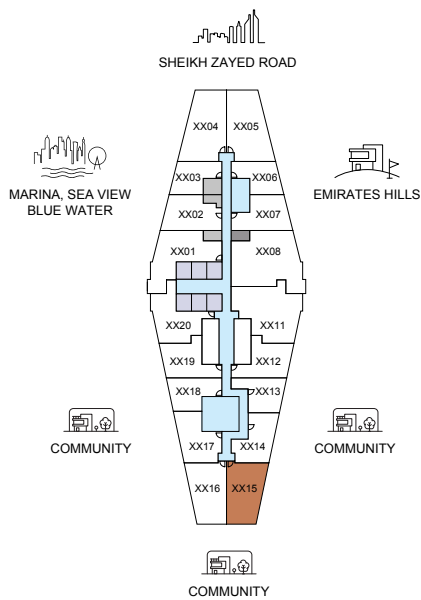 SHEIKH ZAYED ROAD
XX04 XX05
XX03 XX06
MARINA, SEA VIEW
BLUE WATER
EMIRATES HILLS
XX02 XX07
XX01 XX08
XX20 XX11
XX19 XX12
XX18 XX13
COMMUNITY
COMMUNITY
XX17 XX14
XX16 XX15
COMMUNITY